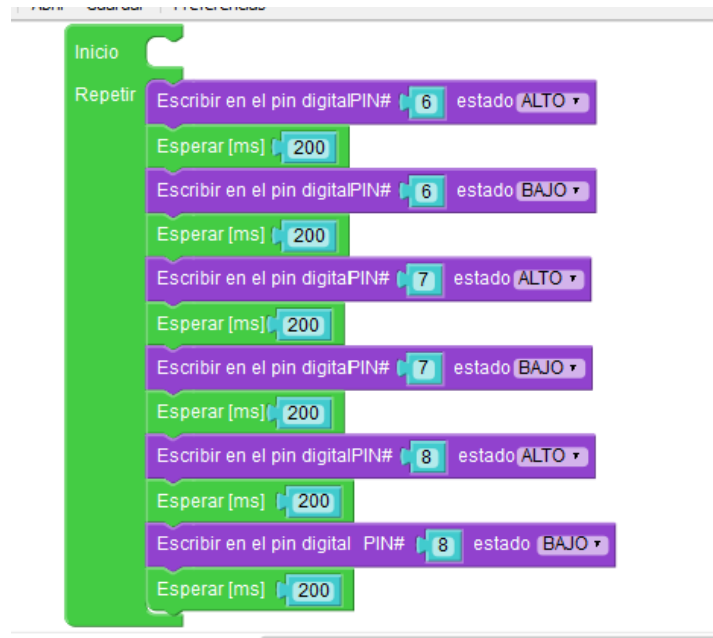 Inicio
Repetir
Escribir en el pin digitalPIN# 6 estado ALTO
Esperar [ms] 200
Escribir en el pin digitalPIN# 6 estado BAJO
Esperar [ms] 200
Escribir en el pin digitalPIN# 7 estado ALTO
Esperar [ms] 200
Escribir en el pin digitalPIN# 7 estado BAJO
Esperar [ms] 200
Escribir en el pin digitalPIN# 8 estado ALTO
Esperar [ms] 200
Escribir en el pin digital PIN# 8 estado BAJO
Esperar [ms] 200